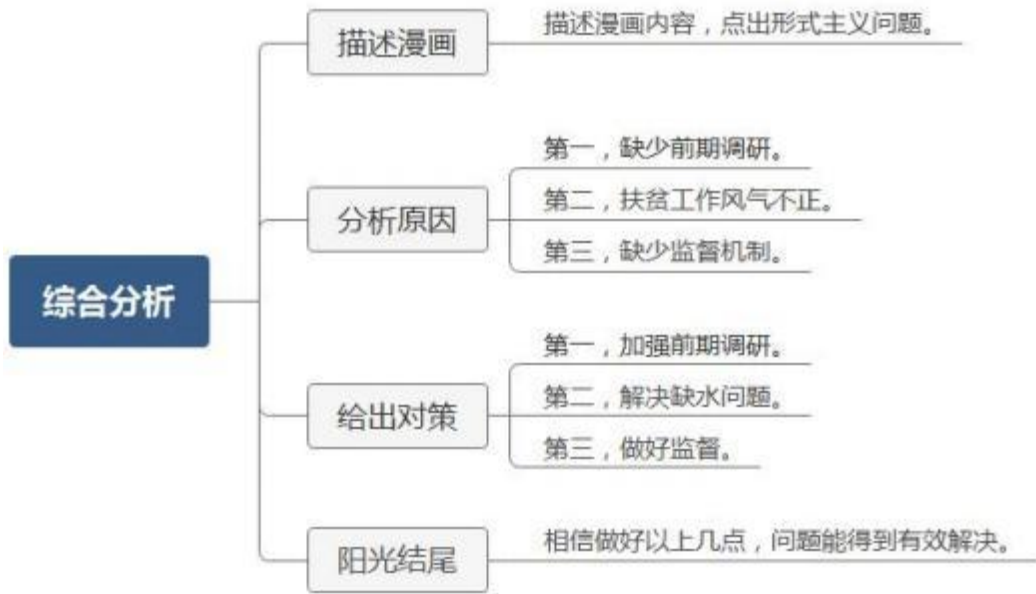 描述漫画
描述漫画内容，点出形式主义问题。
分析原因
第一，缺少前期调研。
第二，扶贫工作风气不正。
第三，缺少监督机制。
综合分析
给出对策
第一，加强前期调研。
第二，解决缺水问题。
第三，做好监督。
阳光结尾
相信做好以上几点，问题能得到有效解决。